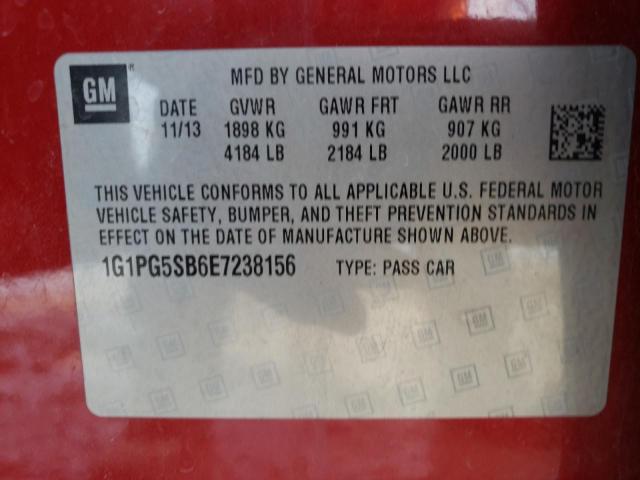 GM
MFD BY GENERAL MOTORS LLC
DATE GVWR GAWR FRT GAWR RR
11/13 1898 KG 991 KG 907 KG
4184 LB 2184 LB 2000 LB
THIS VEHICLE CONFORMS TO ALL APPLICABLE U.S. FEDERAL MOTOR
VEHICLE SAFETY, BUMPER, AND THEFT PREVENTION STANDARDS IN
EFFECT ON THE DATE OF MANUFACTURE SHOWN ABOVE.
1G1PG5SB6E7238156 TYPE: PASS CAR